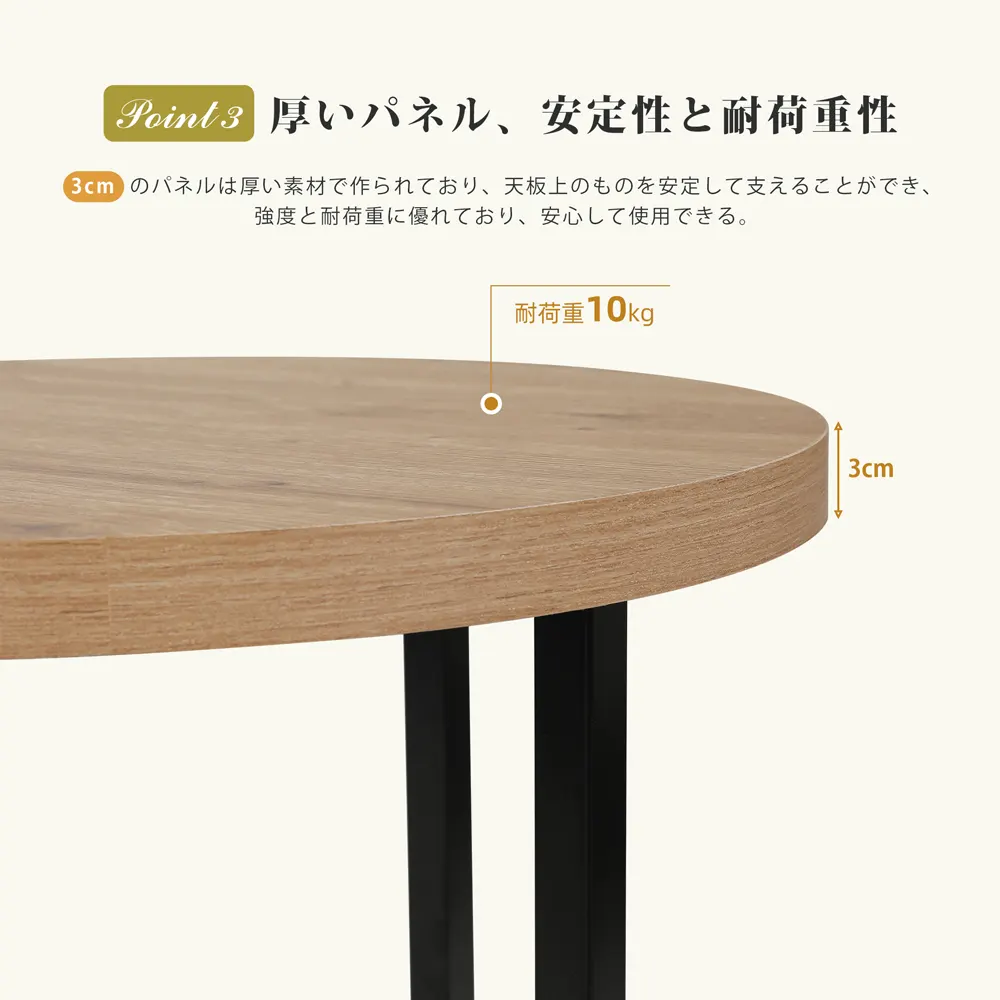 Point 3 厚いパネル、安定性と耐荷重性
3cm のパネルは厚い素材で作られており、天板上のものを安定して支えることができ、
強度と耐荷重に優れており、安心して使用できる。
耐荷重10kg
3cm